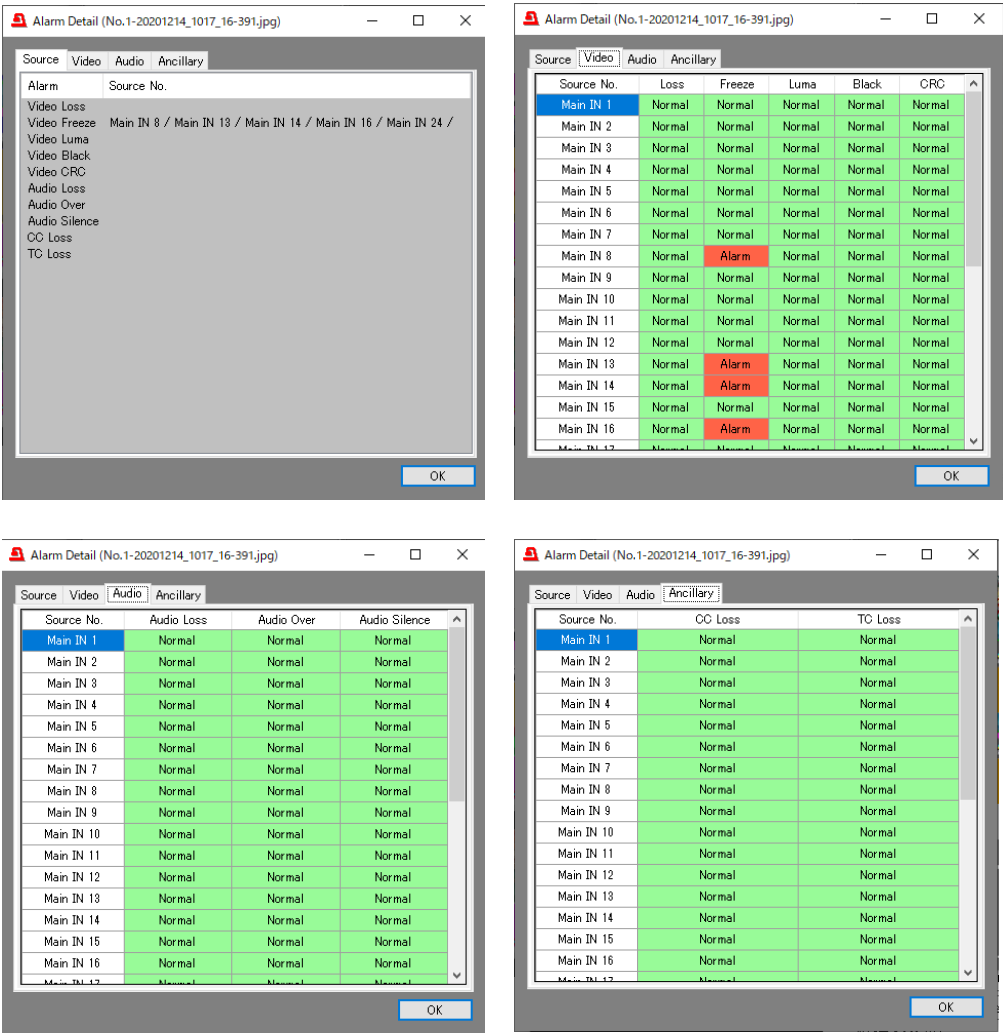 Alarm Detail (No.1-20201214_1017_16-391.jpg)
Source Video Audio Ancillary
Alarm Source No.
Video Loss
Video Freeze Main IN 8 / Main IN 13 / Main IN 14 / Main IN 16 / Main IN 24 /
Video Luma
Video Black
Video CRC
Audio Loss
Audio Over
Audio Silence
CC Loss
TC Loss
OK
Alarm Detail (No.1-20201214_1017_16-391.jpg)
Source Video Audio Ancillary
Source No. Loss Freeze Luma Black CRC
Main IN 1 Normal Normal Normal Normal Normal
Main IN 2 Normal Normal Normal Normal Normal
Main IN 3 Normal Normal Normal Normal Normal
Main IN 4 Normal Normal Normal Normal Normal
Main IN 5 Normal Normal Normal Normal Normal
Main IN 6 Normal Normal Normal Normal Normal
Main IN 7 Normal Normal Normal Normal Normal
Main IN 8 Normal Alarm Normal Normal Normal
Main IN 9 Normal Normal Normal Normal Normal
Main IN 10 Normal Normal Normal Normal Normal
Main IN 11 Normal Normal Normal Normal Normal
Main IN 12 Normal Normal Normal Normal Normal
Main IN 13 Normal Alarm Normal Normal Normal
Main IN 14 Normal Alarm Normal Normal Normal
Main IN 15 Normal Normal Normal Normal Normal
Main IN 16 Normal Alarm Normal Normal Normal
Main IN 17 Normal Normal Normal Normal Normal
OK
Alarm Detail (No.1-20201214_1017_16-391.jpg)
Source Video Audio Ancillary
Source No. Audio Loss Audio Over Audio Silence
Main IN 1 Normal Normal Normal
Main IN 2 Normal Normal Normal
Main IN 3 Normal Normal Normal
Main IN 4 Normal Normal Normal
Main IN 5 Normal Normal Normal
Main IN 6 Normal Normal Normal
Main IN 7 Normal Normal Normal
Main IN 8 Normal Normal Normal
Main IN 9 Normal Normal Normal
Main IN 10 Normal Normal Normal
Main IN 11 Normal Normal Normal
Main IN 12 Normal Normal Normal
Main IN 13 Normal Normal Normal
Main IN 14 Normal Normal Normal
Main IN 15 Normal Normal Normal
Main IN 16 Normal Normal Normal
Main IN 17 Normal Normal Normal
OK
Alarm Detail (No.1-20201214_1017_16-391.jpg)
Source Video Audio Ancillary
Source No. CC Loss TC Loss
Main IN 1 Normal Normal
Main IN 2 Normal Normal
Main IN 3 Normal Normal
Main IN 4 Normal Normal
Main IN 5 Normal Normal
Main IN 6 Normal Normal
Main IN 7 Normal Normal
Main IN 8 Normal Normal
Main IN 9 Normal Normal
Main IN 10 Normal Normal
Main IN 11 Normal Normal
Main IN 12 Normal Normal
Main IN 13 Normal Normal
Main IN 14 Normal Normal
Main IN 15 Normal Normal
Main IN 16 Normal Normal
Main IN 17 Normal Normal
OK